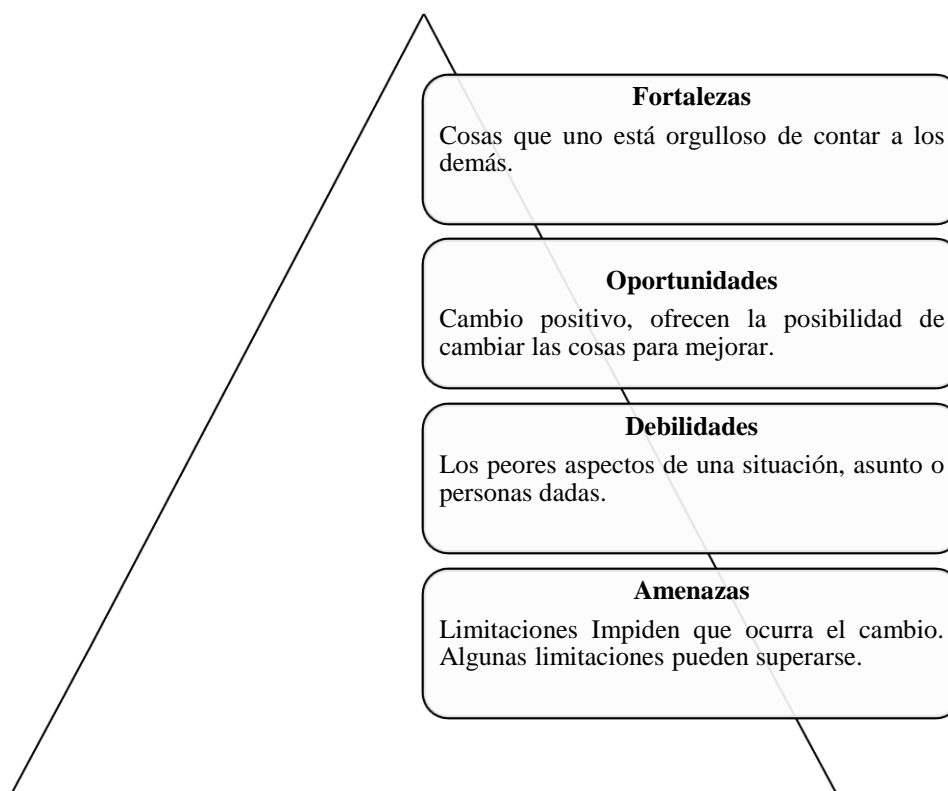 Fortalezas
Cosas que uno está orgulloso de contar a los
demás.
Oportunidades
Cambio positivo, ofrecen la posibilidad de
cambiar las cosas para mejorar.
Debilidades
Los peores aspectos de una situación, asunto o
personas dadas.
Amenazas
Limitaciones Impiden que ocurra el cambio.
Algunas limitaciones pueden superarse.